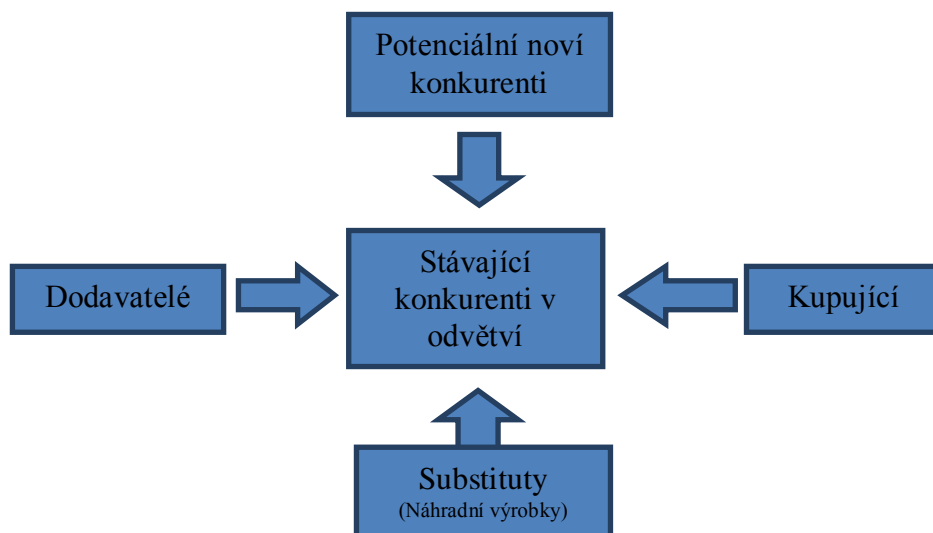 Potenciální noví
konkurenti
Dodavatelé
Stávající
konkurenti v
odvětví
Kupující
Substituty
(Náhradní výrobky)